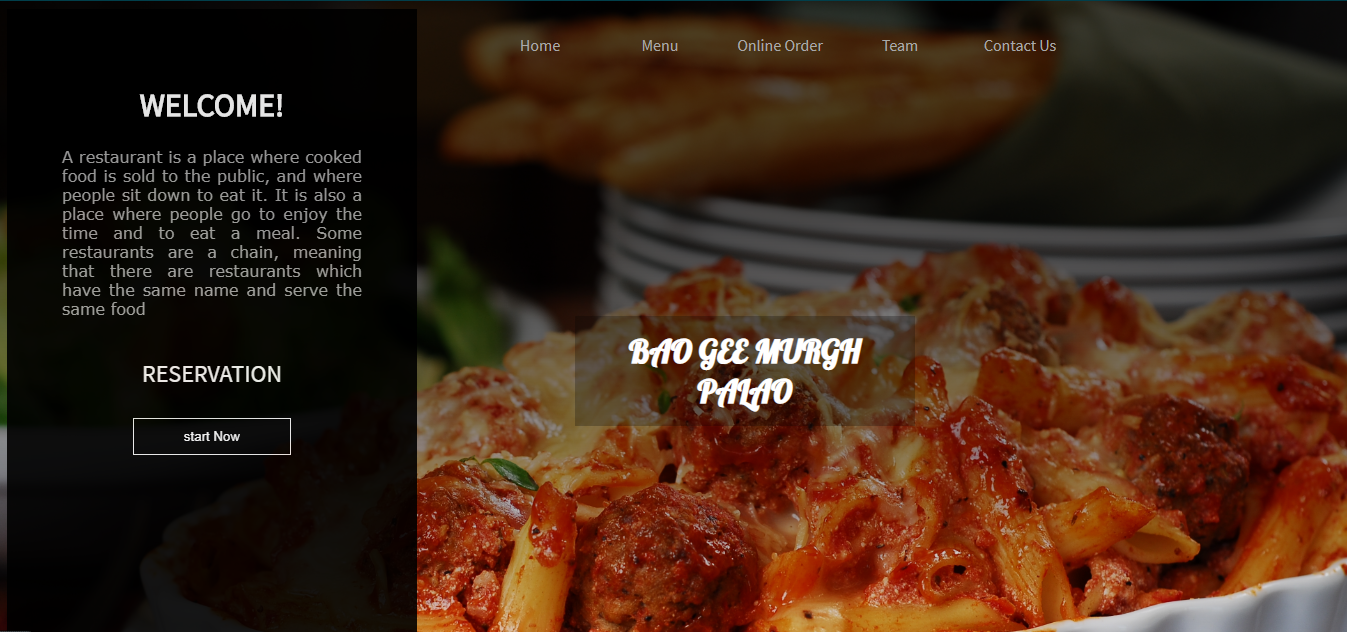 Home Menu Online Order Team Contact Us
WELCOME!
A restaurant is a place where cooked
food is sold to the public, and where
people sit down to eat it. It is also a
place where people go to enjoy the
time and to eat a meal. Some
restaurants are a chain, meaning
that there are restaurants which
have the same name and serve the
same food
RESERVATION
start Now
BAO GEE MURGH
PALAO